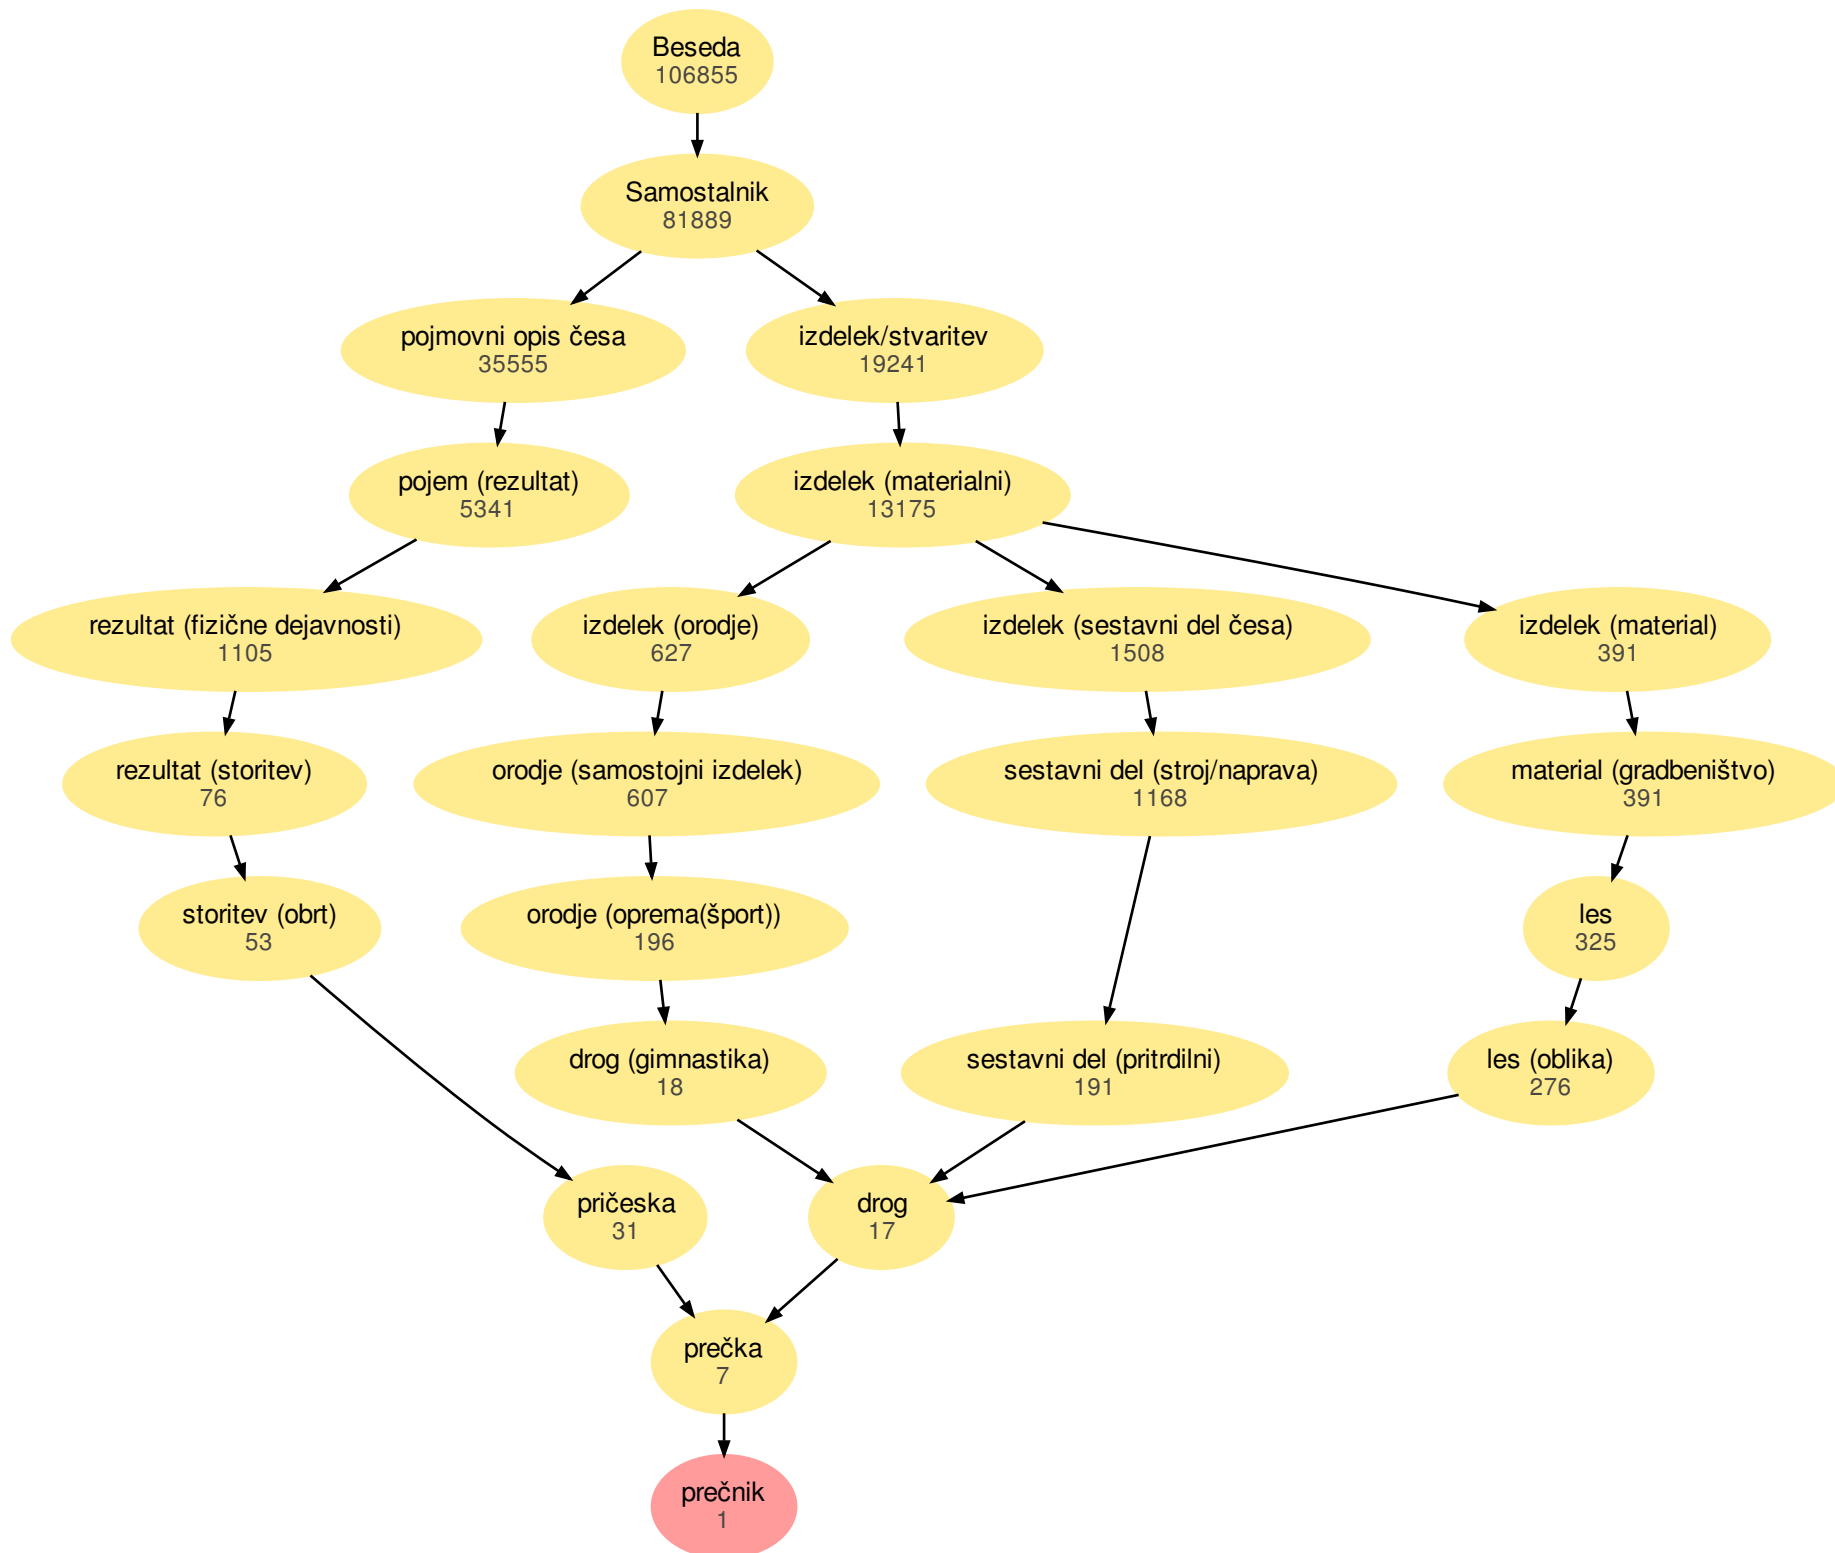 Beseda
106855
Samostalnik
81889
pojmovni opis česa
35555
izdelek/stvaritev
19241
pojem (rezultat)
5341
izdelek (materialni)
13175
rezultat (fizične dejavnosti)
1105
izdelek (orodje)
627
izdelek (sestavni del česa)
1508
izdelek (material)
391
rezultat (storitev)
76
orodje (samostojni izdelek)
607
sestavni del (stroj/naprava)
1168
material (gradbeništvo)
391
storitev (obrt)
53
orodje (oprema(šport))
196
les
325
drog (gimnastika)
18
sestavni del (pritrdilni)
191
les (oblika)
276
pričeska
31
drog
17
prečka
7
prečnik
1